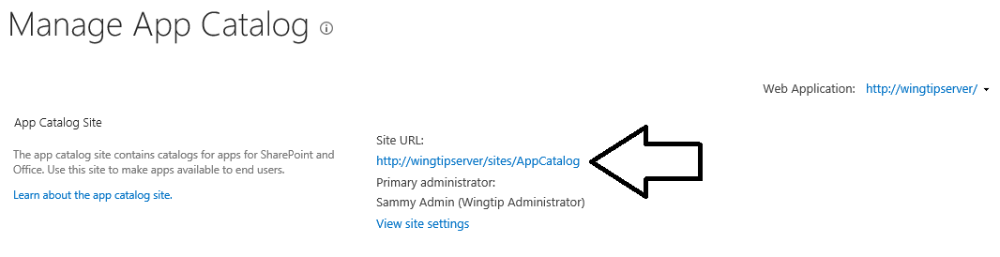 Manage App Catalog
Web Application: http://wingtipserver/
App Catalog Site
The app catalog site contains catalogs for apps for SharePoint and
Office. Use this site to make apps available to end users.
Learn about the app catalog site.
Site URL:
http://wingtipserver/sites/AppCatalog
Primary administrator:
Sammy Admin (Wingtip Administrator)
View site settings